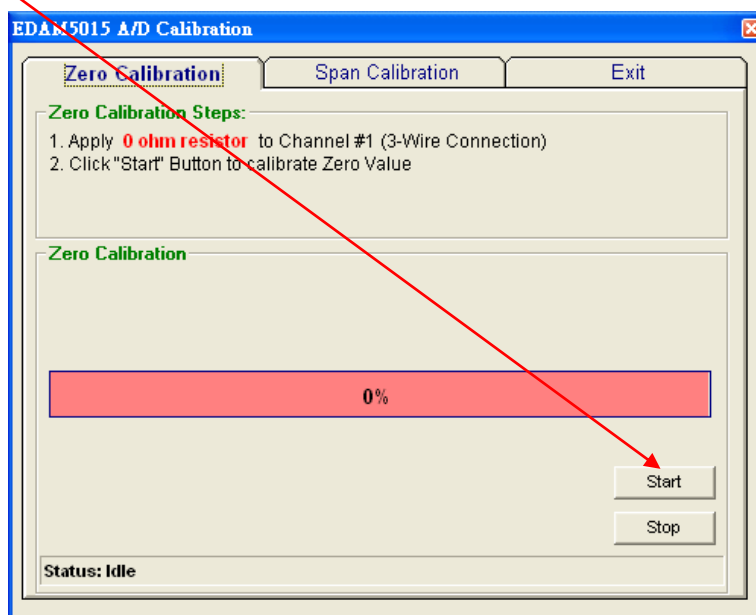 EDAM5015 A/D Calibration
Zero Calibration
Span Calibration
Exit
Zero Calibration Steps:
1. Apply 0 ohm resistor to Channel #1 (3-Wire Connection)
2. Click "Start" Button to calibrate Zero Value
Zero Calibration
0%
Start
Stop
Status: Idle